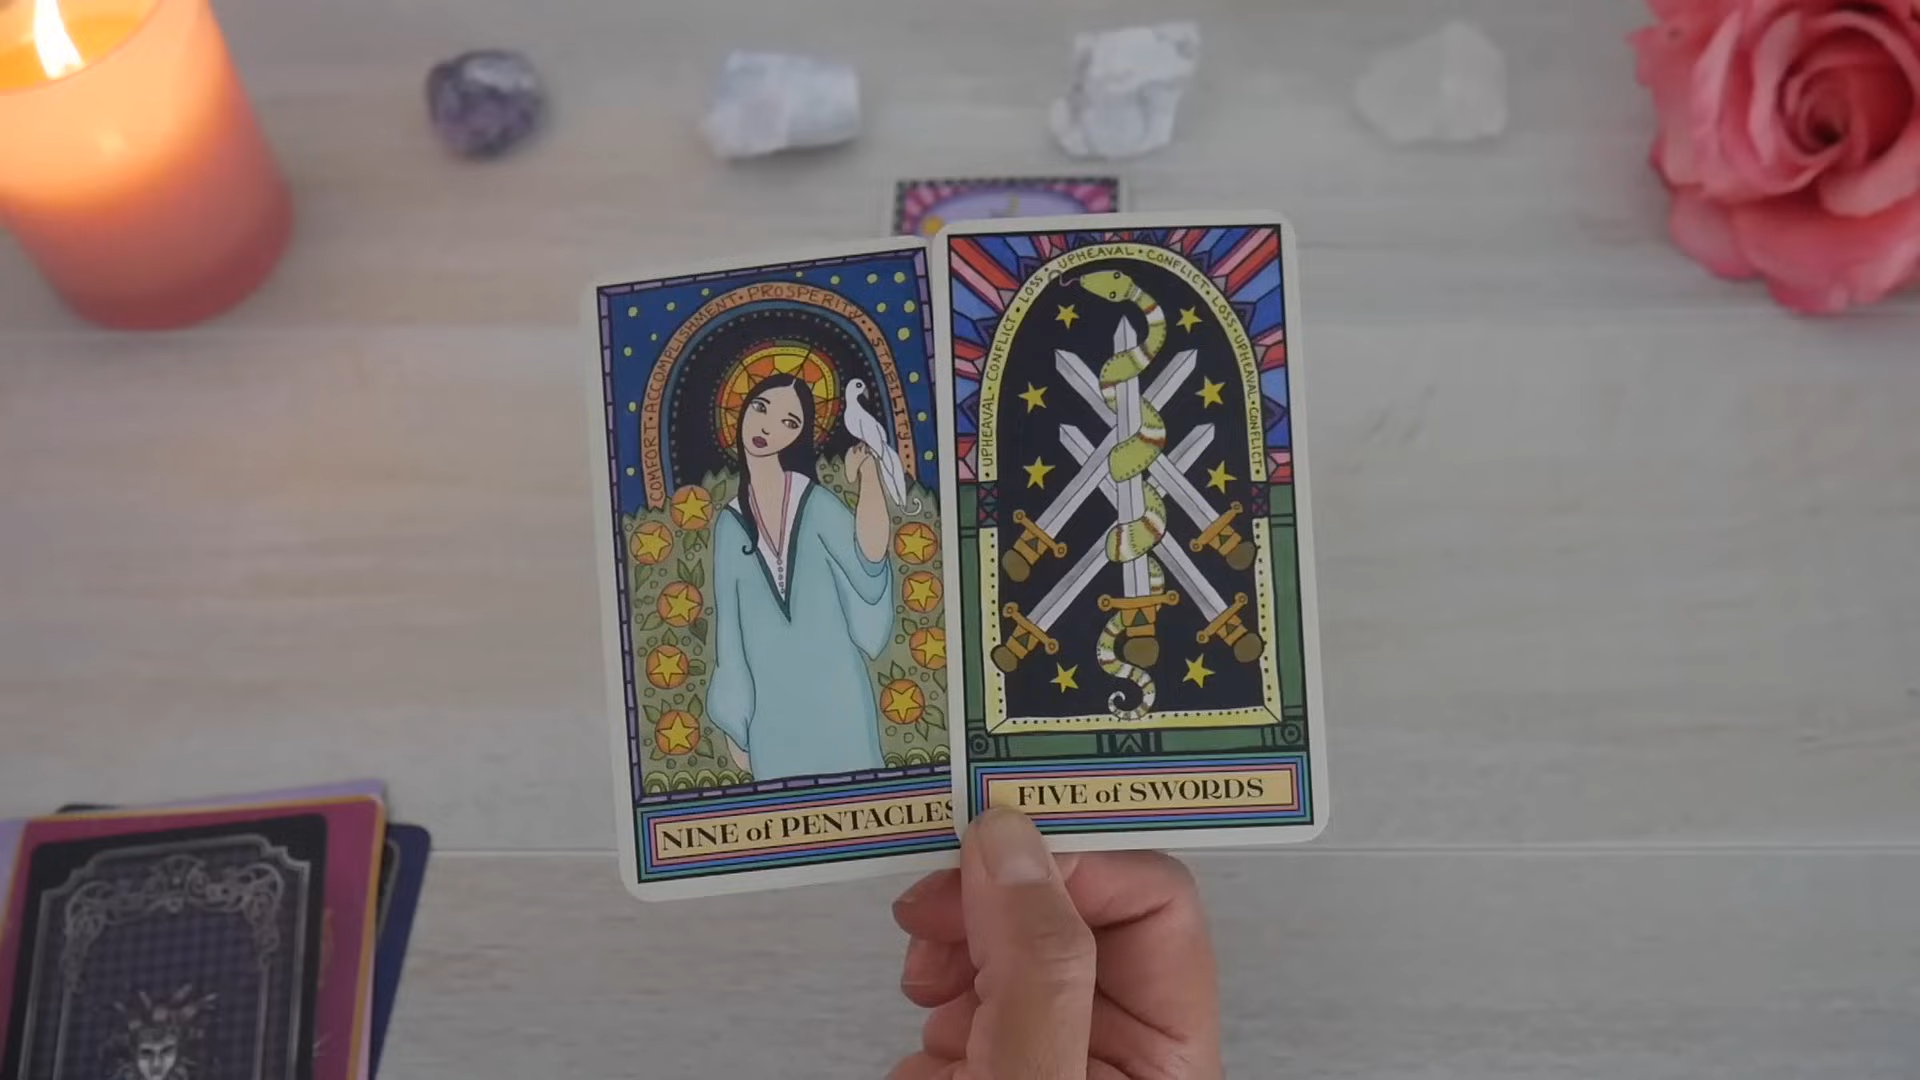 COMFORT • ACCOMPLISHMENT • PROSPERITY • STABILITY •
NINE of PENTACLES
• UPHEAVAL • CONFLICT • LOSS • UPHEAVAL • CONFLICT • LOSS • UPHEAVAL • CONFLICT •
FIVE of SWORDS